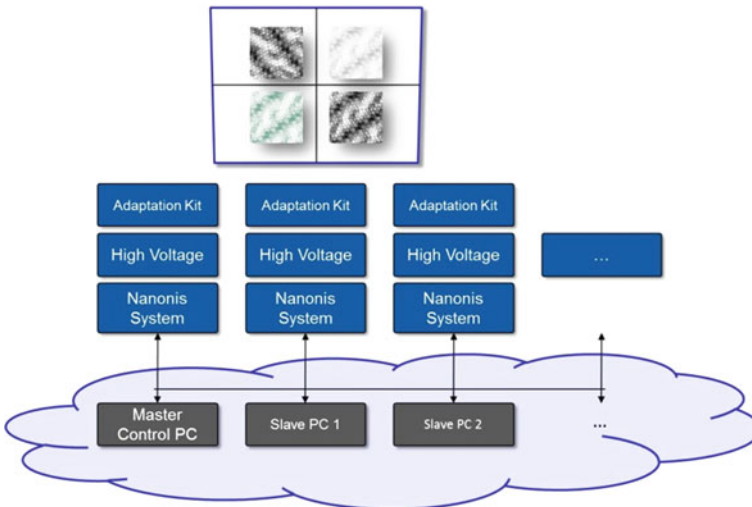 Adaptation Kit
Adaptation Kit
Adaptation Kit
High Voltage
High Voltage
High Voltage
...
Nanonis
System
Nanonis
System
Nanonis
System
Master
Control PC
Slave PC 1
Slave PC 2
...